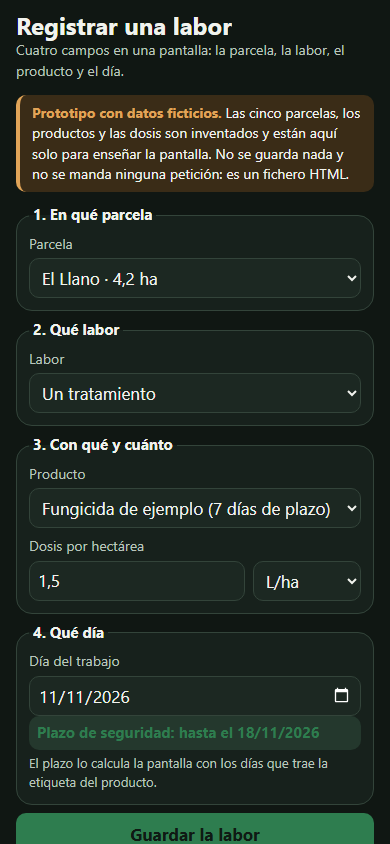 Registrar una labor
Cuatro campos en una pantalla: la parcela, la labor, el
producto y el día.
Prototipo con datos ficticios. Las cinco parcelas, los
productos y las dosis son inventados y están aquí
solo para enseñar la pantalla. No se guarda nada y
no se manda ninguna petición: es un fichero HTML.
1. En qué parcela
Parcela
El Llano · 4,2 ha
2. Qué labor
Labor
Un tratamiento
3. Con qué y cuánto
Producto
Fungicida de ejemplo (7 días de plazo)
Dosis por hectárea
1,5
L/ha
4. Qué día
Día del trabajo
11/11/2026
Plazo de seguridad: hasta el 18/11/2026
El plazo lo calcula la pantalla con los días que trae la
etiqueta del producto.
Guardar la labor